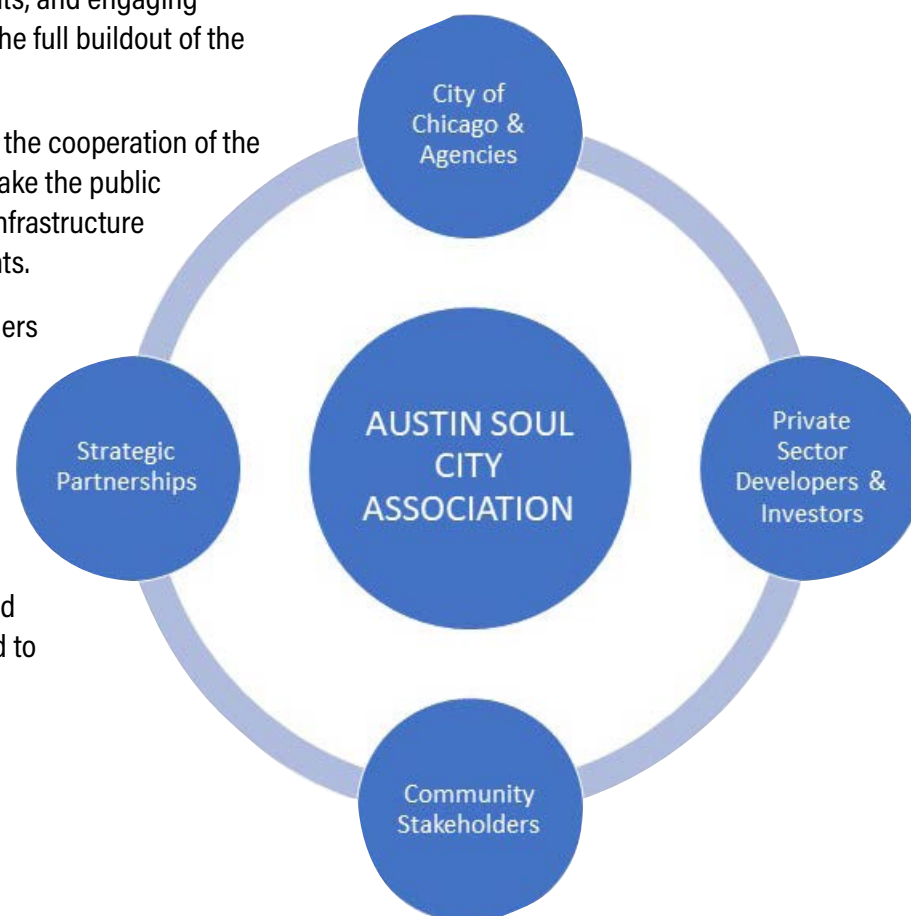 its, and engaging
he full buildout of the
the cooperation of the
ake the public
nfrastructure
nts.
ers
d
d to
City of
Chicago &
Agencies
Strategic
Partnerships
AUSTIN SOUL
CITY
ASSOCIATION
Private
Sector
Developers &
Investors
Community
Stakeholders